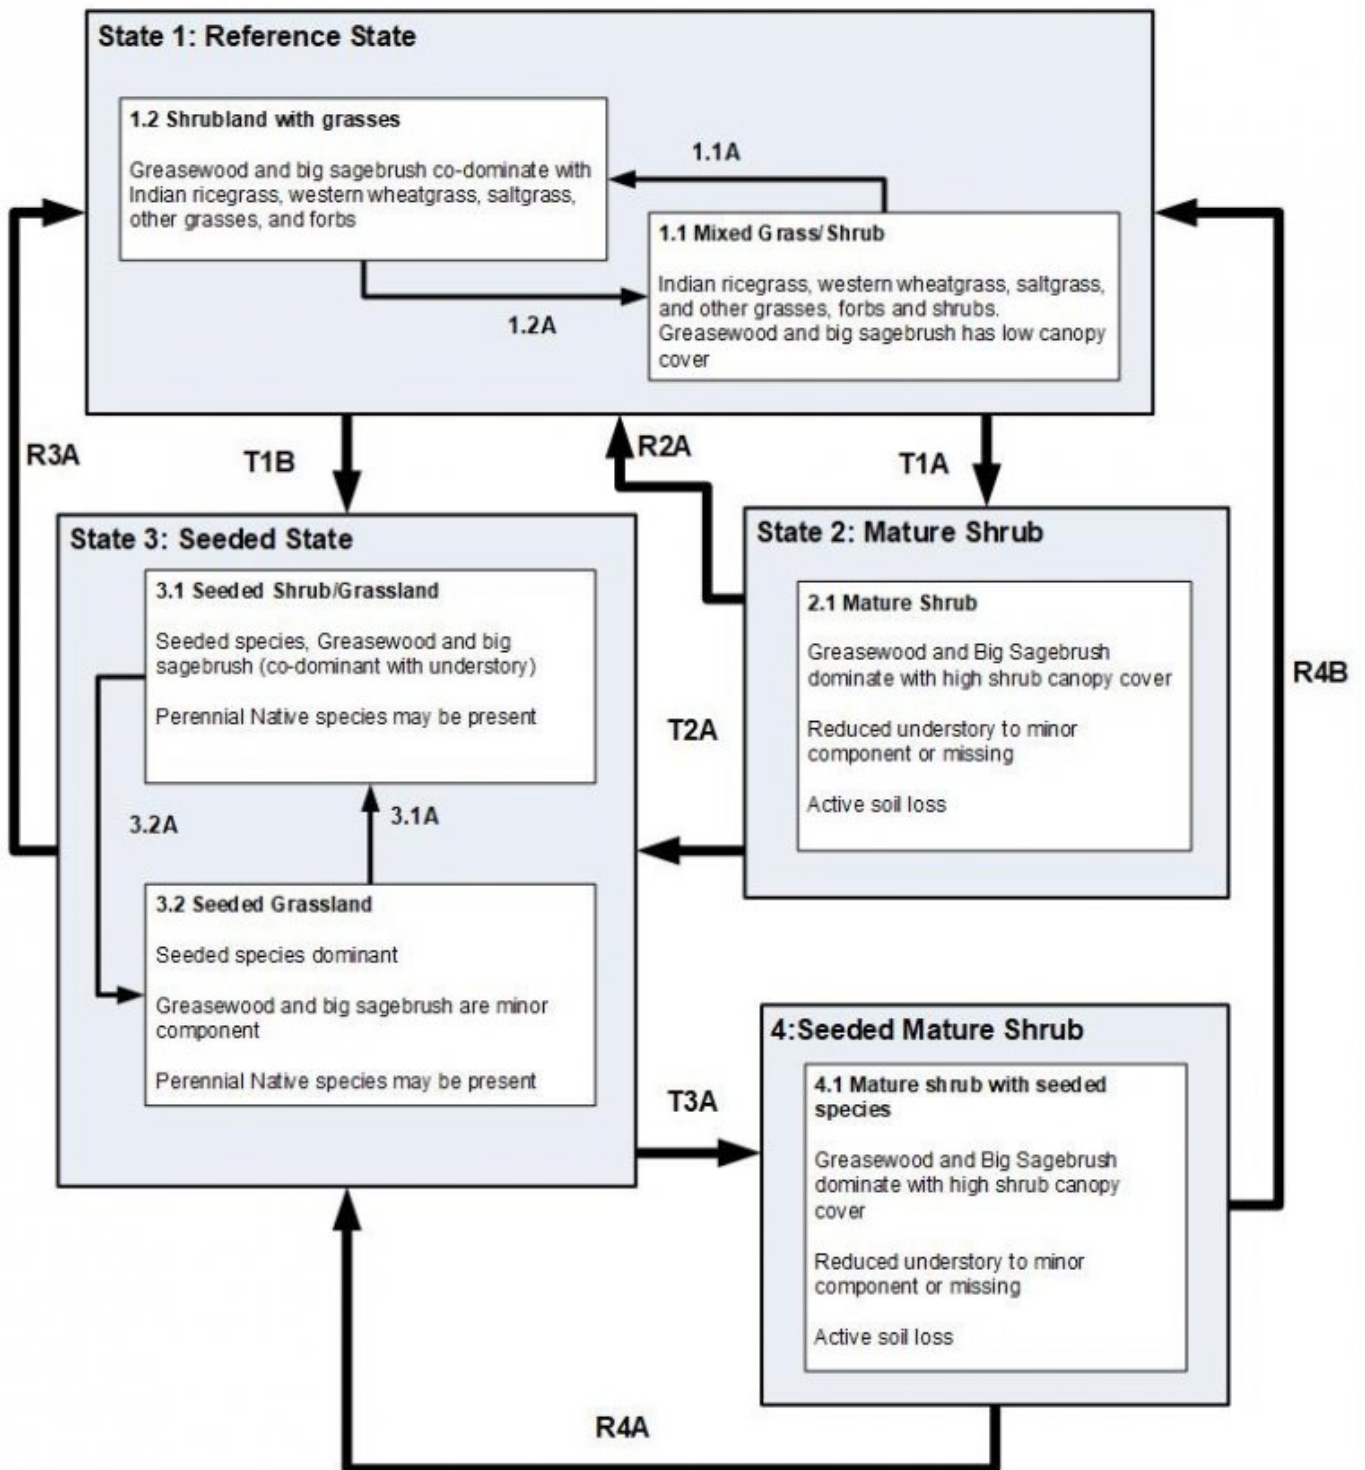 State 1: Reference State
1.2 Shrubland with grasses
Greasewood and big sagebrush co-dominate with
Indian ricegrass, western wheatgrass, saltgrass,
other grasses, and forbs
1.1A
1.1 Mixed Grass/Shrub
Indian ricegrass, western wheatgrass, saltgrass,
and other grasses, forbs and shrubs.
Greasewood and big sagebrush has low canopy
cover
1.2A
R3A
T1B
R2A
T1A
State 3: Seeded State
3.1 Seeded Shrub/Grassland
Seeded species, Greasewood and big
sagebrush (co-dominant with understory)
Perennial Native species may be present
3.2A
3.1A
3.2 Seeded Grassland
Seeded species dominant
Greasewood and big sagebrush are minor
component
Perennial Native species may be present
State 2: Mature Shrub
2.1 Mature Shrub
Greasewood and Big Sagebrush
dominate with high shrub canopy cover
Reduced understory to minor
component or missing
Active soil loss
T2A
R4B
T3A
4:Seeded Mature Shrub
4.1 Mature shrub with seeded
species
Greasewood and Big Sagebrush
dominate with high shrub canopy
cover
Reduced understory to minor
component or missing
Active soil loss
R4A